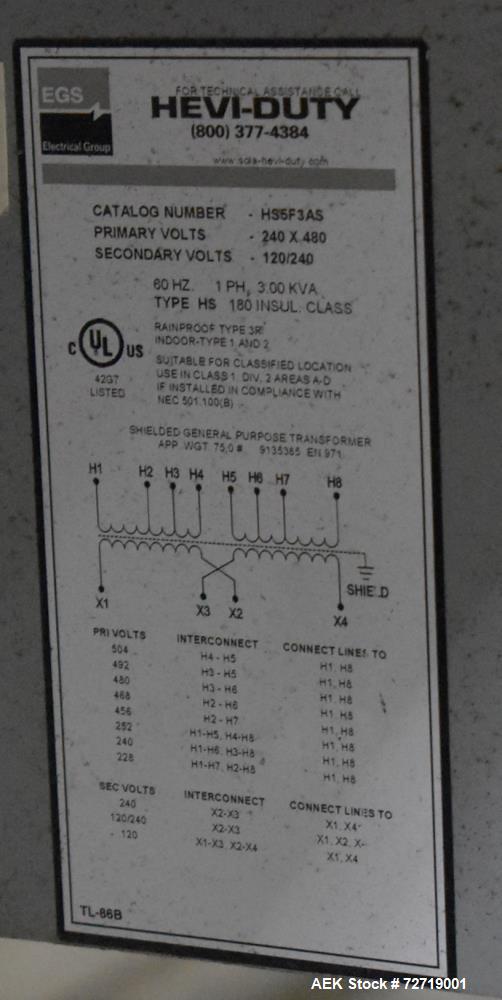 EGS
Electrical Group
FOR TECHNICAL ASSISTANCE CALL
HEVI-DUTY
(800) 377-4384
www.sola-hevi-duty.com
CATALOG NUMBER - HS5F3AS
PRIMARY VOLTS - 240 X 480
SECONDARY VOLTS - 120/240
60 HZ. 1 PH, 3.00 KVA
TYPE HS 180 INSUL. CLASS
C UL US
42G7
LISTED
RAINPROOF TYPE 3R
INDOOR-TYPE 1 AND 2
SUITABLE FOR CLASSIFIED LOCATION
USE IN CLASS 1, DIV. 2 AREAS A-D
IF INSTALLED IN COMPLIANCE WITH
NEC 501.100(B)
SHIELDED GENERAL PURPOSE TRANSFORMER
APP. WGT. 75.0 # 9135385 EN 971
H1 H2 H3 H4 H5 H6 H7 H8
SHIELD
X1 X3 X2 X4
PRI VOLTS INTERCONNECT CONNECT LINES TO
504 H4 - H5 H1, H8
492 H3 - H5 H1, H8
480 H3 - H6 H1, H8
468 H2 - H6 H1, H8
456 H2 - H7 H1, H8
252 H1-H5, H4-H8 H1, H8
240 H1-H6, H3-H8 H1, H8
228 H1-H7, H2-H8 H1, H8
SEC VOLTS INTERCONNECT CONNECT LINES TO
240 X2-X3 X1, X4
120/240 X2-X3 X1, X2, X-
120 X1-X3, X2-X4 X1, X4
TL-86B
AEK Stock # 72719001